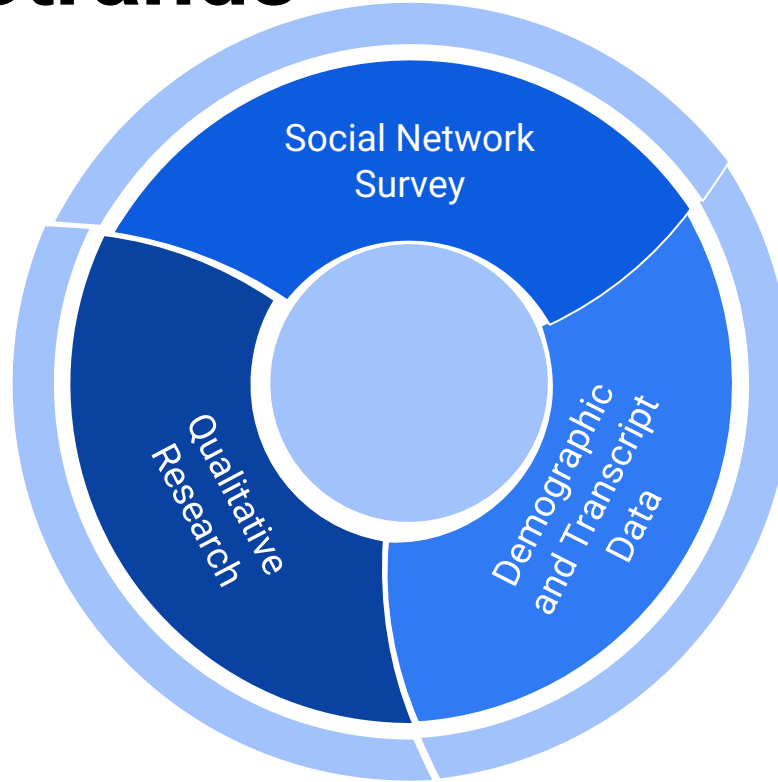 Social Network
Survey
Demographic
and Transcript
Data
Qualitative
Research